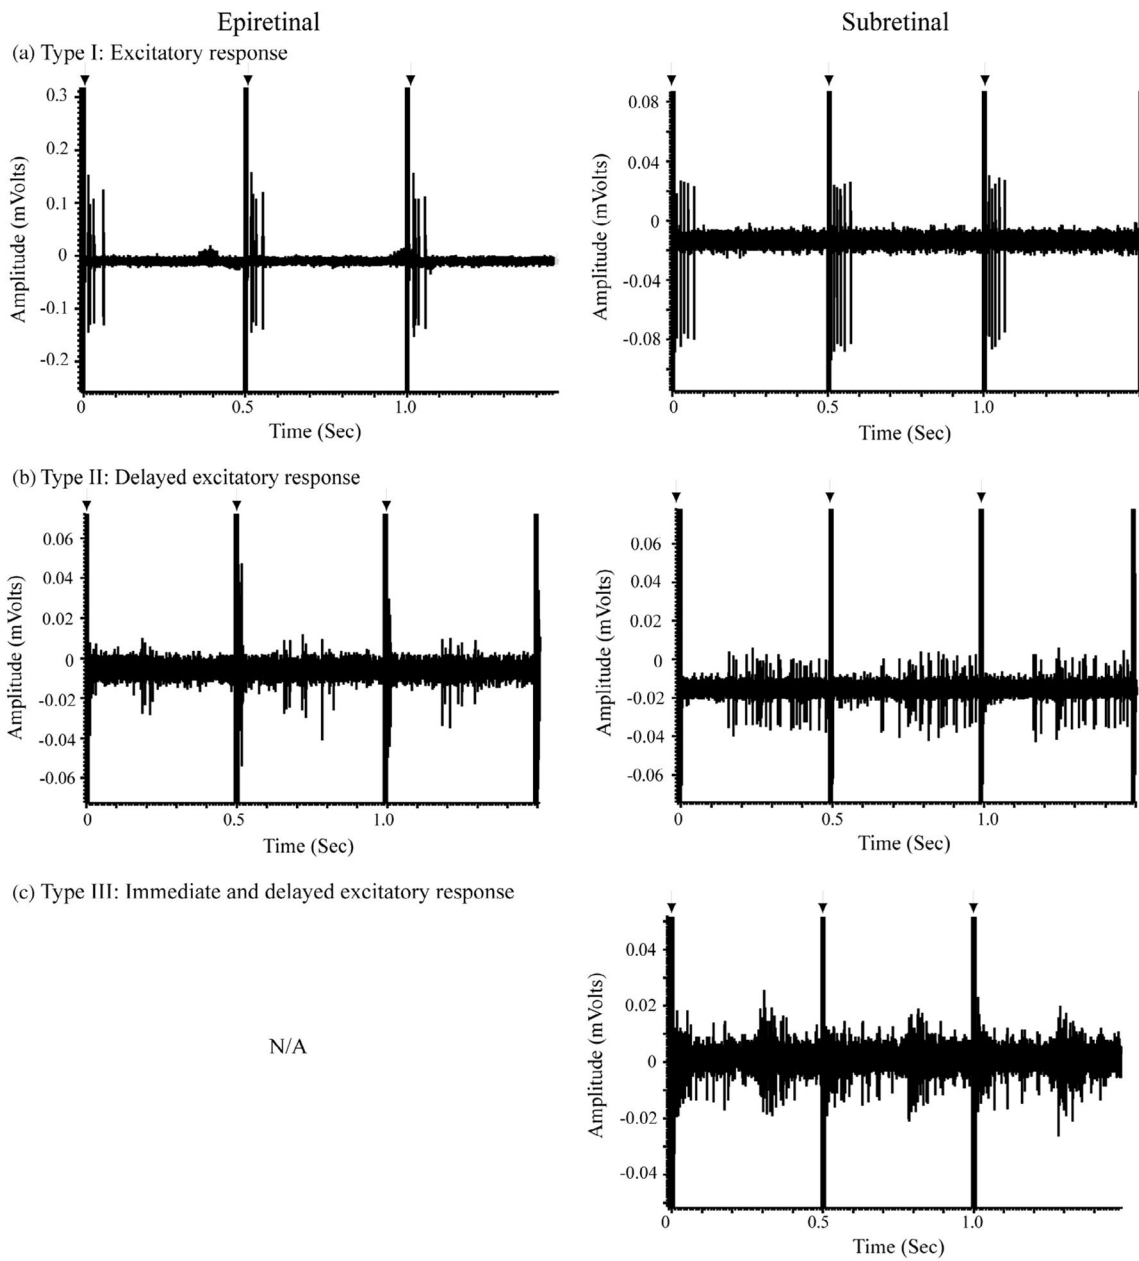 Epiretinal
Subretinal
(a) Type I: Excitatory response
0.3
0.2
0.1
0
-0.1
-0.2
Amplitude (mVolts)
0
0.5
1.0
Time (Sec)
0.08
0.04
0
-0.04
-0.08
Amplitude (mVolts)
0
0.5
1.0
Time (Sec)
(b) Type II: Delayed excitatory response
0.06
0.04
0.02
0
-0.02
-0.04
-0.06
Amplitude (mVolts)
0
0.5
1.0
Time (Sec)
0.06
0.04
0.02
0
-0.02
-0.04
-0.06
Amplitude (mVolts)
0
0.5
1.0
Time (Sec)
(c) Type III: Immediate and delayed excitatory response
N/A
0.04
0.02
0
-0.02
-0.04
Amplitude (mVolts)
0
0.5
1.0
Time (Sec)